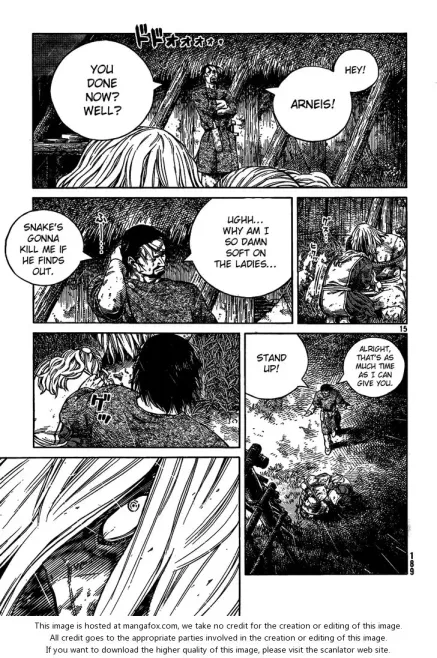 ドドォォォォ...
YOU
DONE
NOW?
WELL?
HEY!
ARNEIS!
SNAKE'S
GONNA
KILL ME IF
HE FINDS
OUT.
UGHH...
WHY AM I
SO DAMN
SOFT ON
THE LADIES...
15
STAND
UP!
ALRIGHT,
THAT'S AS
MUCH TIME
AS I CAN
GIVE YOU.
189
This image is hosted at mangafox.com, we take no credit for the creation or editing of this image.
All credit goes to the appropriate parties involved in the creation or editing of this image.
If you want to download the higher quality of this image, please visit the scanlator web site.